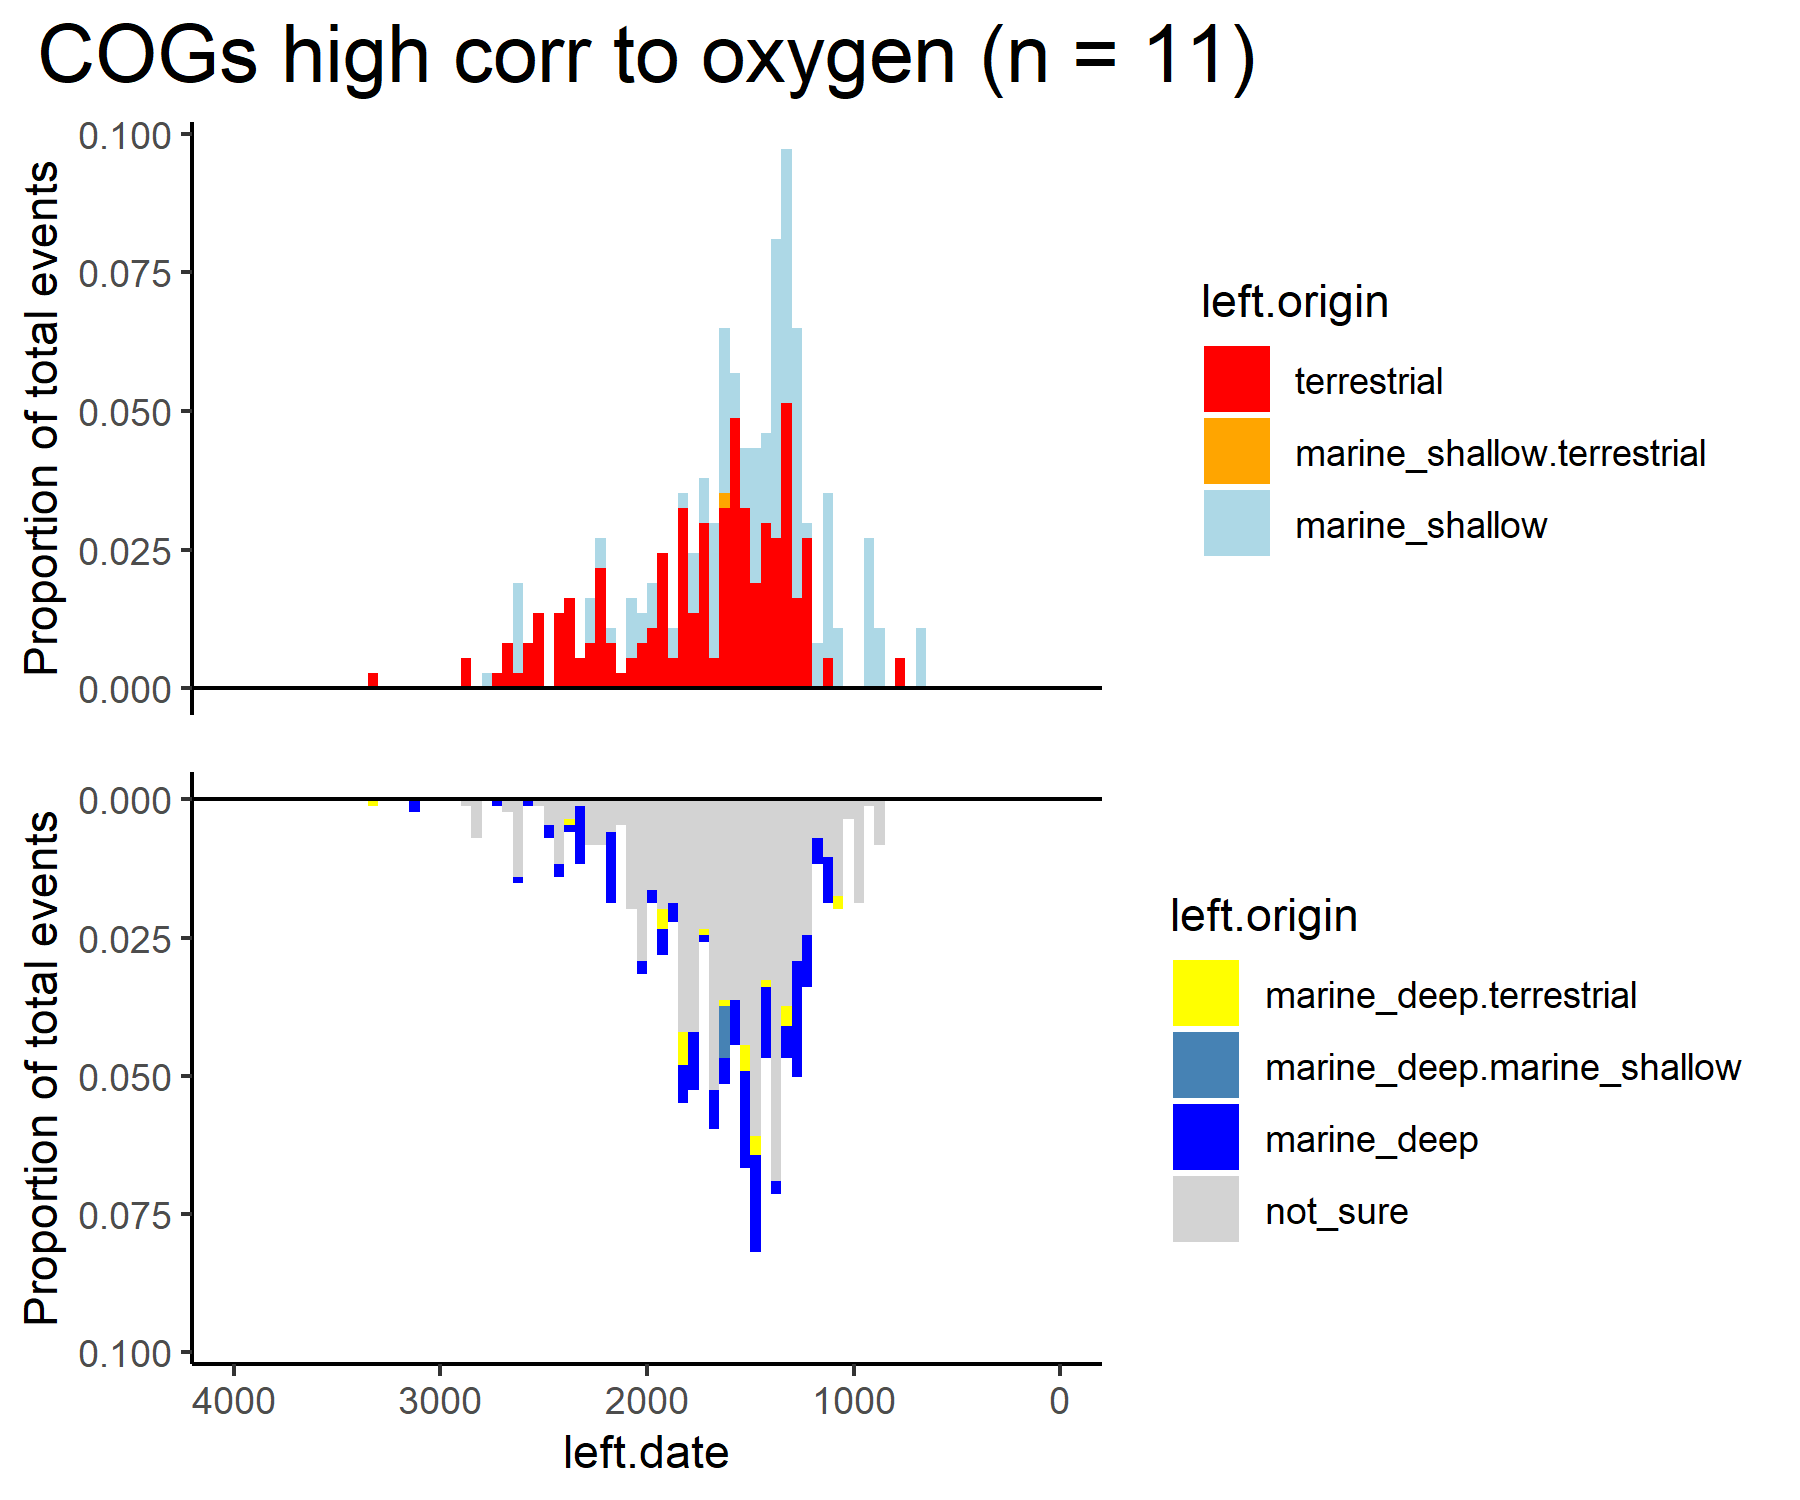 COGs high corr to oxygen (n = 11)
Proportion of total events
0.100
0.075
0.050
0.025
0.000
left.origin
terrestrial
marine_shallow.terrestrial
marine_shallow
Proportion of total events
0.000
0.025
0.050
0.075
0.100
4000 3000 2000 1000 0
left.date
left.origin
marine_deep.terrestrial
marine_deep.marine_shallow
marine_deep
not_sure